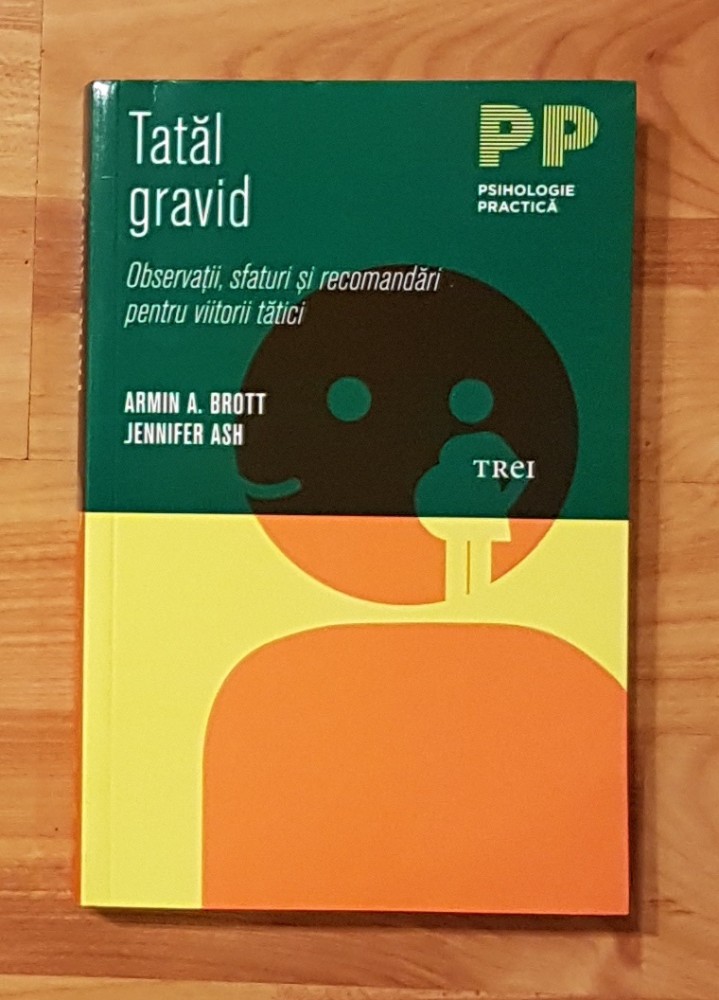 Tatăl
gravid
PP
PSIHOLOGIE
PRACTICĂ
Observații, sfaturi și recomandări
pentru viitorii tătici
ARMIN A. BROTT
JENNIFER ASH
TREI